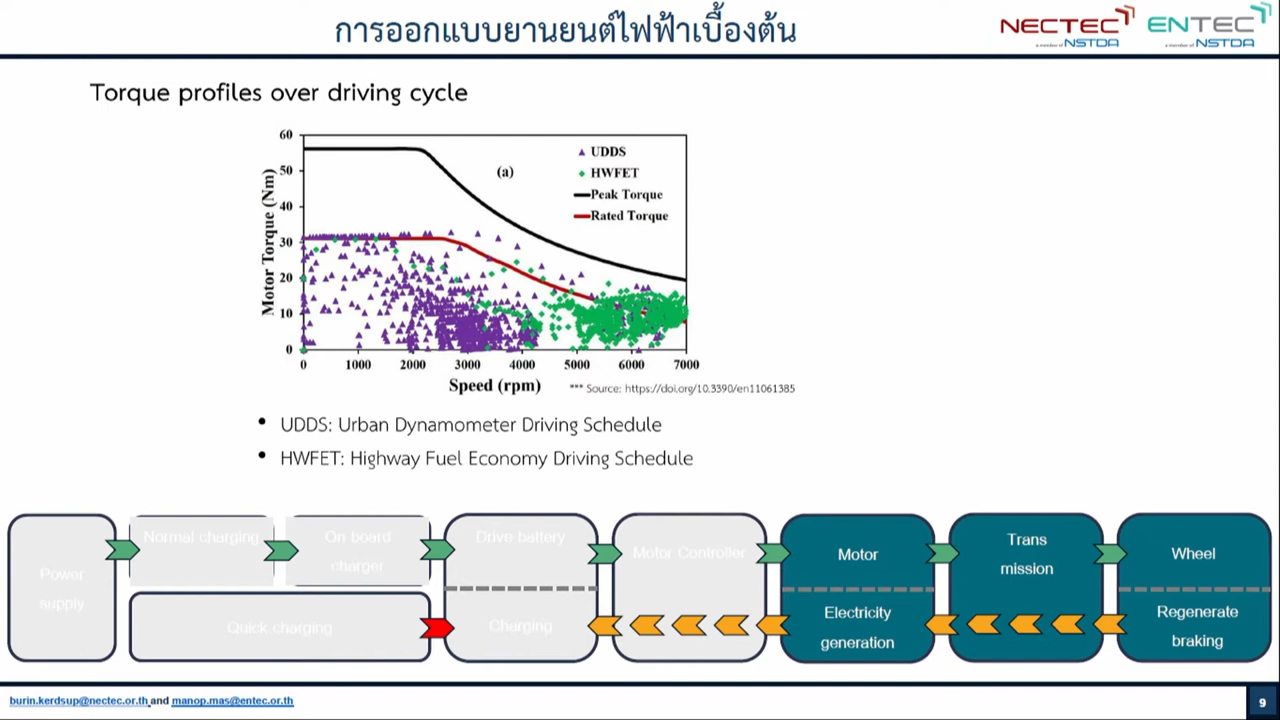 การออกแบบยานยนต์ไฟฟ้าเบื้องต้น
NECTEC
a member of NSTDA
ENTEC
a member of NSTDA
Torque profiles over driving cycle
Motor Torque (Nm)
60
50
40
30
20
10
0
(a)
UDDS
HWFET
Peak Torque
Rated Torque
0 1000 2000 3000 4000 5000 6000 7000
Speed (rpm)
*** Source: https://doi.org/10.3390/en11061385
• UDDS: Urban Dynamometer Driving Schedule
• HWFET: Highway Fuel Economy Driving Schedule
Power
supply
Normal charging
On board
charger
Quick charging
Drive battery
Charging
Motor Controller
Motor
Electricity
generation
Trans
mission
Wheel
Regenerate
braking
burin.kerdsup@nectec.or.th and manop.mas@entec.or.th
9